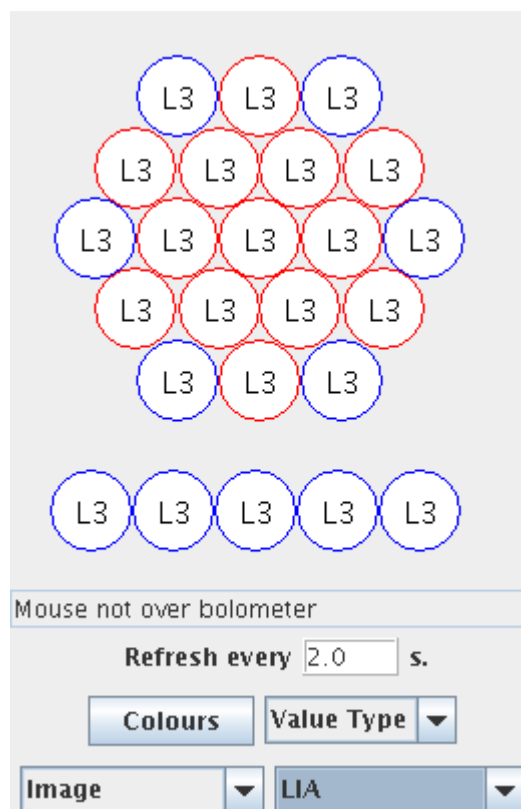 L3 L3 L3
L3 L3 L3 L3
L3 L3 L3 L3 L3
L3 L3 L3 L3
L3 L3 L3
L3 L3 L3 L3 L3
Mouse not over bolometer
Refresh every 2.0 s.
Colours Value Type
Image LIA